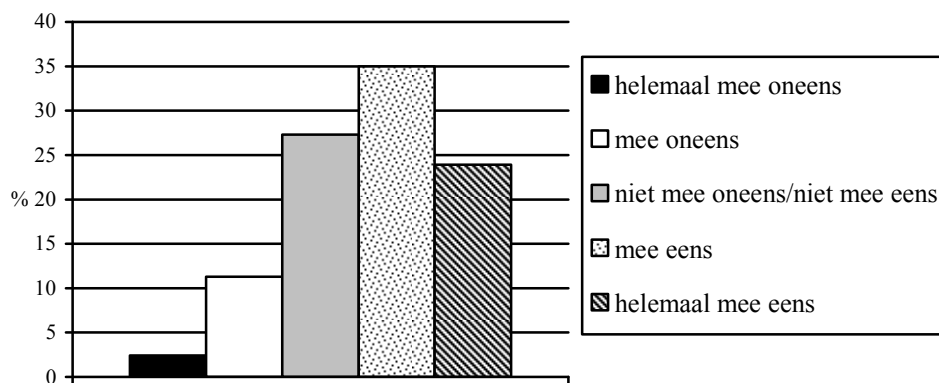 40
35
30
25
% 20
15
10
5
0
helemaal mee oneens
mee oneens
niet mee oneens/niet mee eens
mee eens
helemaal mee eens